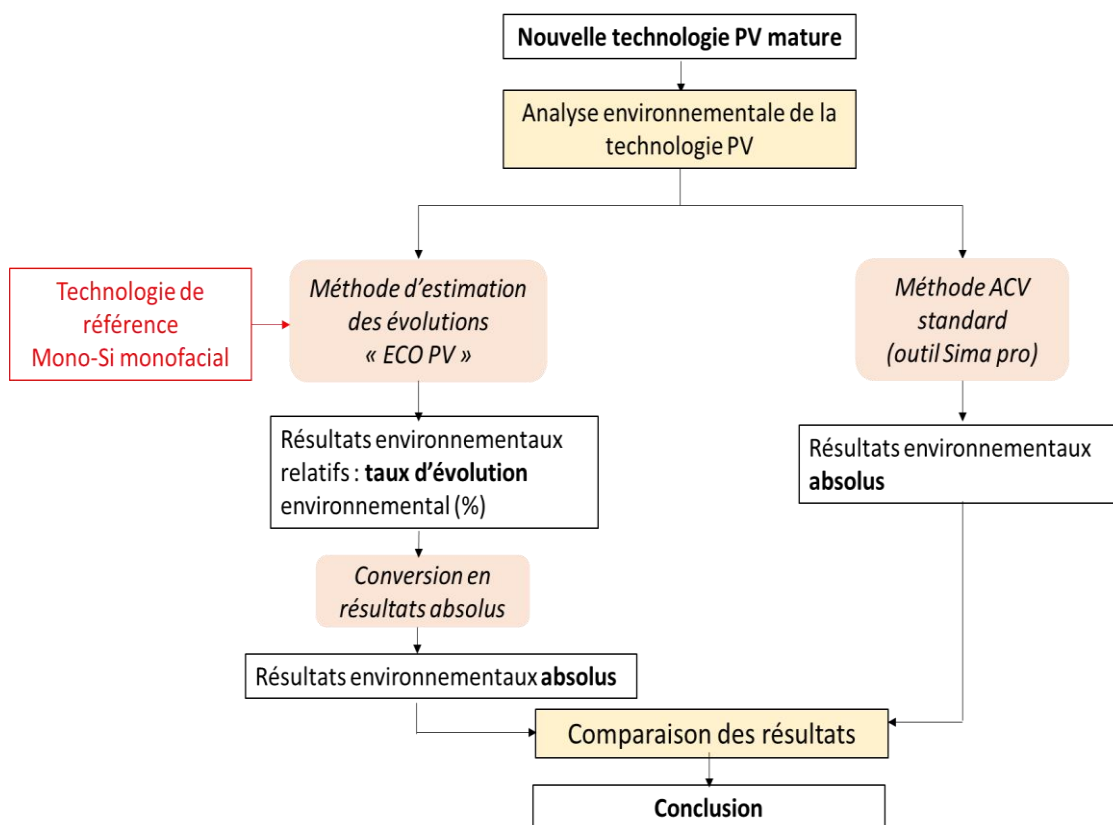 Nouvelle technologie PV mature
Analyse environnementale de la
technologie PV
Technologie de
référence
Mono-Si monofacial
Méthode d’estimation
des évolutions
« ECO PV »
Méthode ACV
standard
(outil Sima pro)
Résultats environnementaux
relatifs : taux d’évolution
environnemental (%)
Résultats environnementaux
absolus
Conversion en
résultats absolus
Résultats environnementaux absolus
Comparaison des résultats
Conclusion